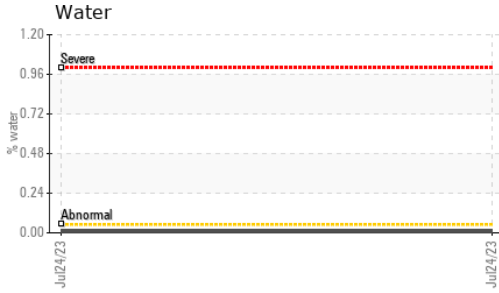 Water
1.20
Severe
0.96
0.72
% water
0.48
0.24
Abnormal
0.00
Jul24/23
Jul24/23